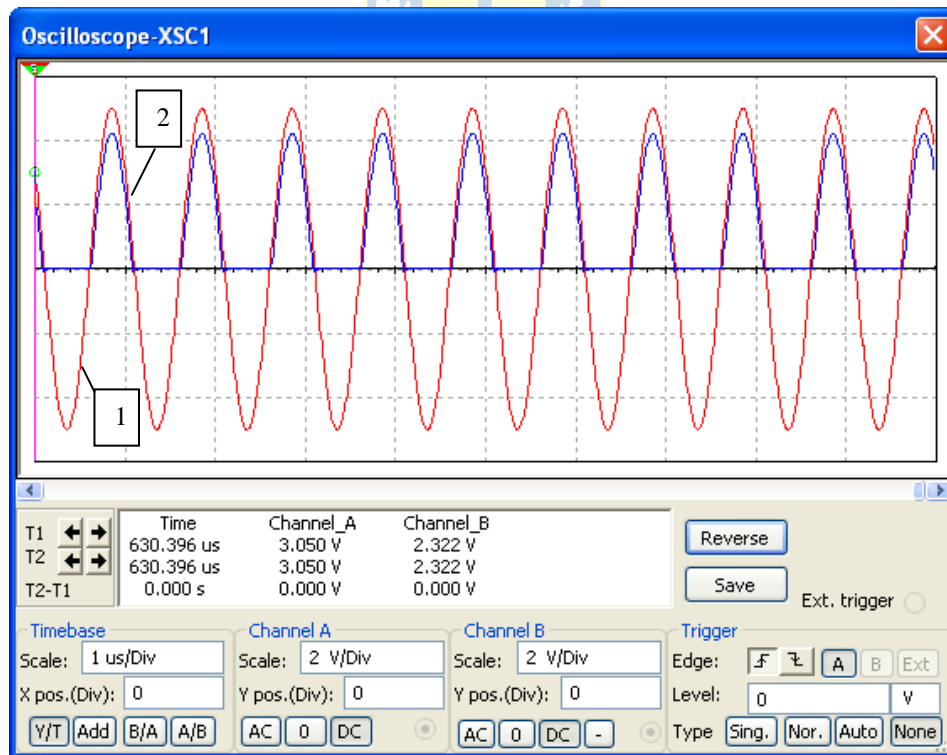 Oscilloscope-XSC1
2
1
T1
T2
T2-T1
Time Channel_A Channel_B
630.396 us 3.050 V 2.322 V
630.396 us 3.050 V 2.322 V
0.000 s 0.000 V 0.000 V
Reverse
Save
Ext. trigger
Timebase
Scale: 1 us/Div
X pos.(Div): 0
Y/T Add B/A A/B
Channel A
Scale: 2 V/Div
Y pos.(Div): 0
AC 0 DC
Channel B
Scale: 2 V/Div
Y pos.(Div): 0
AC 0 DC -
Trigger
Edge: A B Ext
Level: 0 V
Type Sing. Nor. Auto None